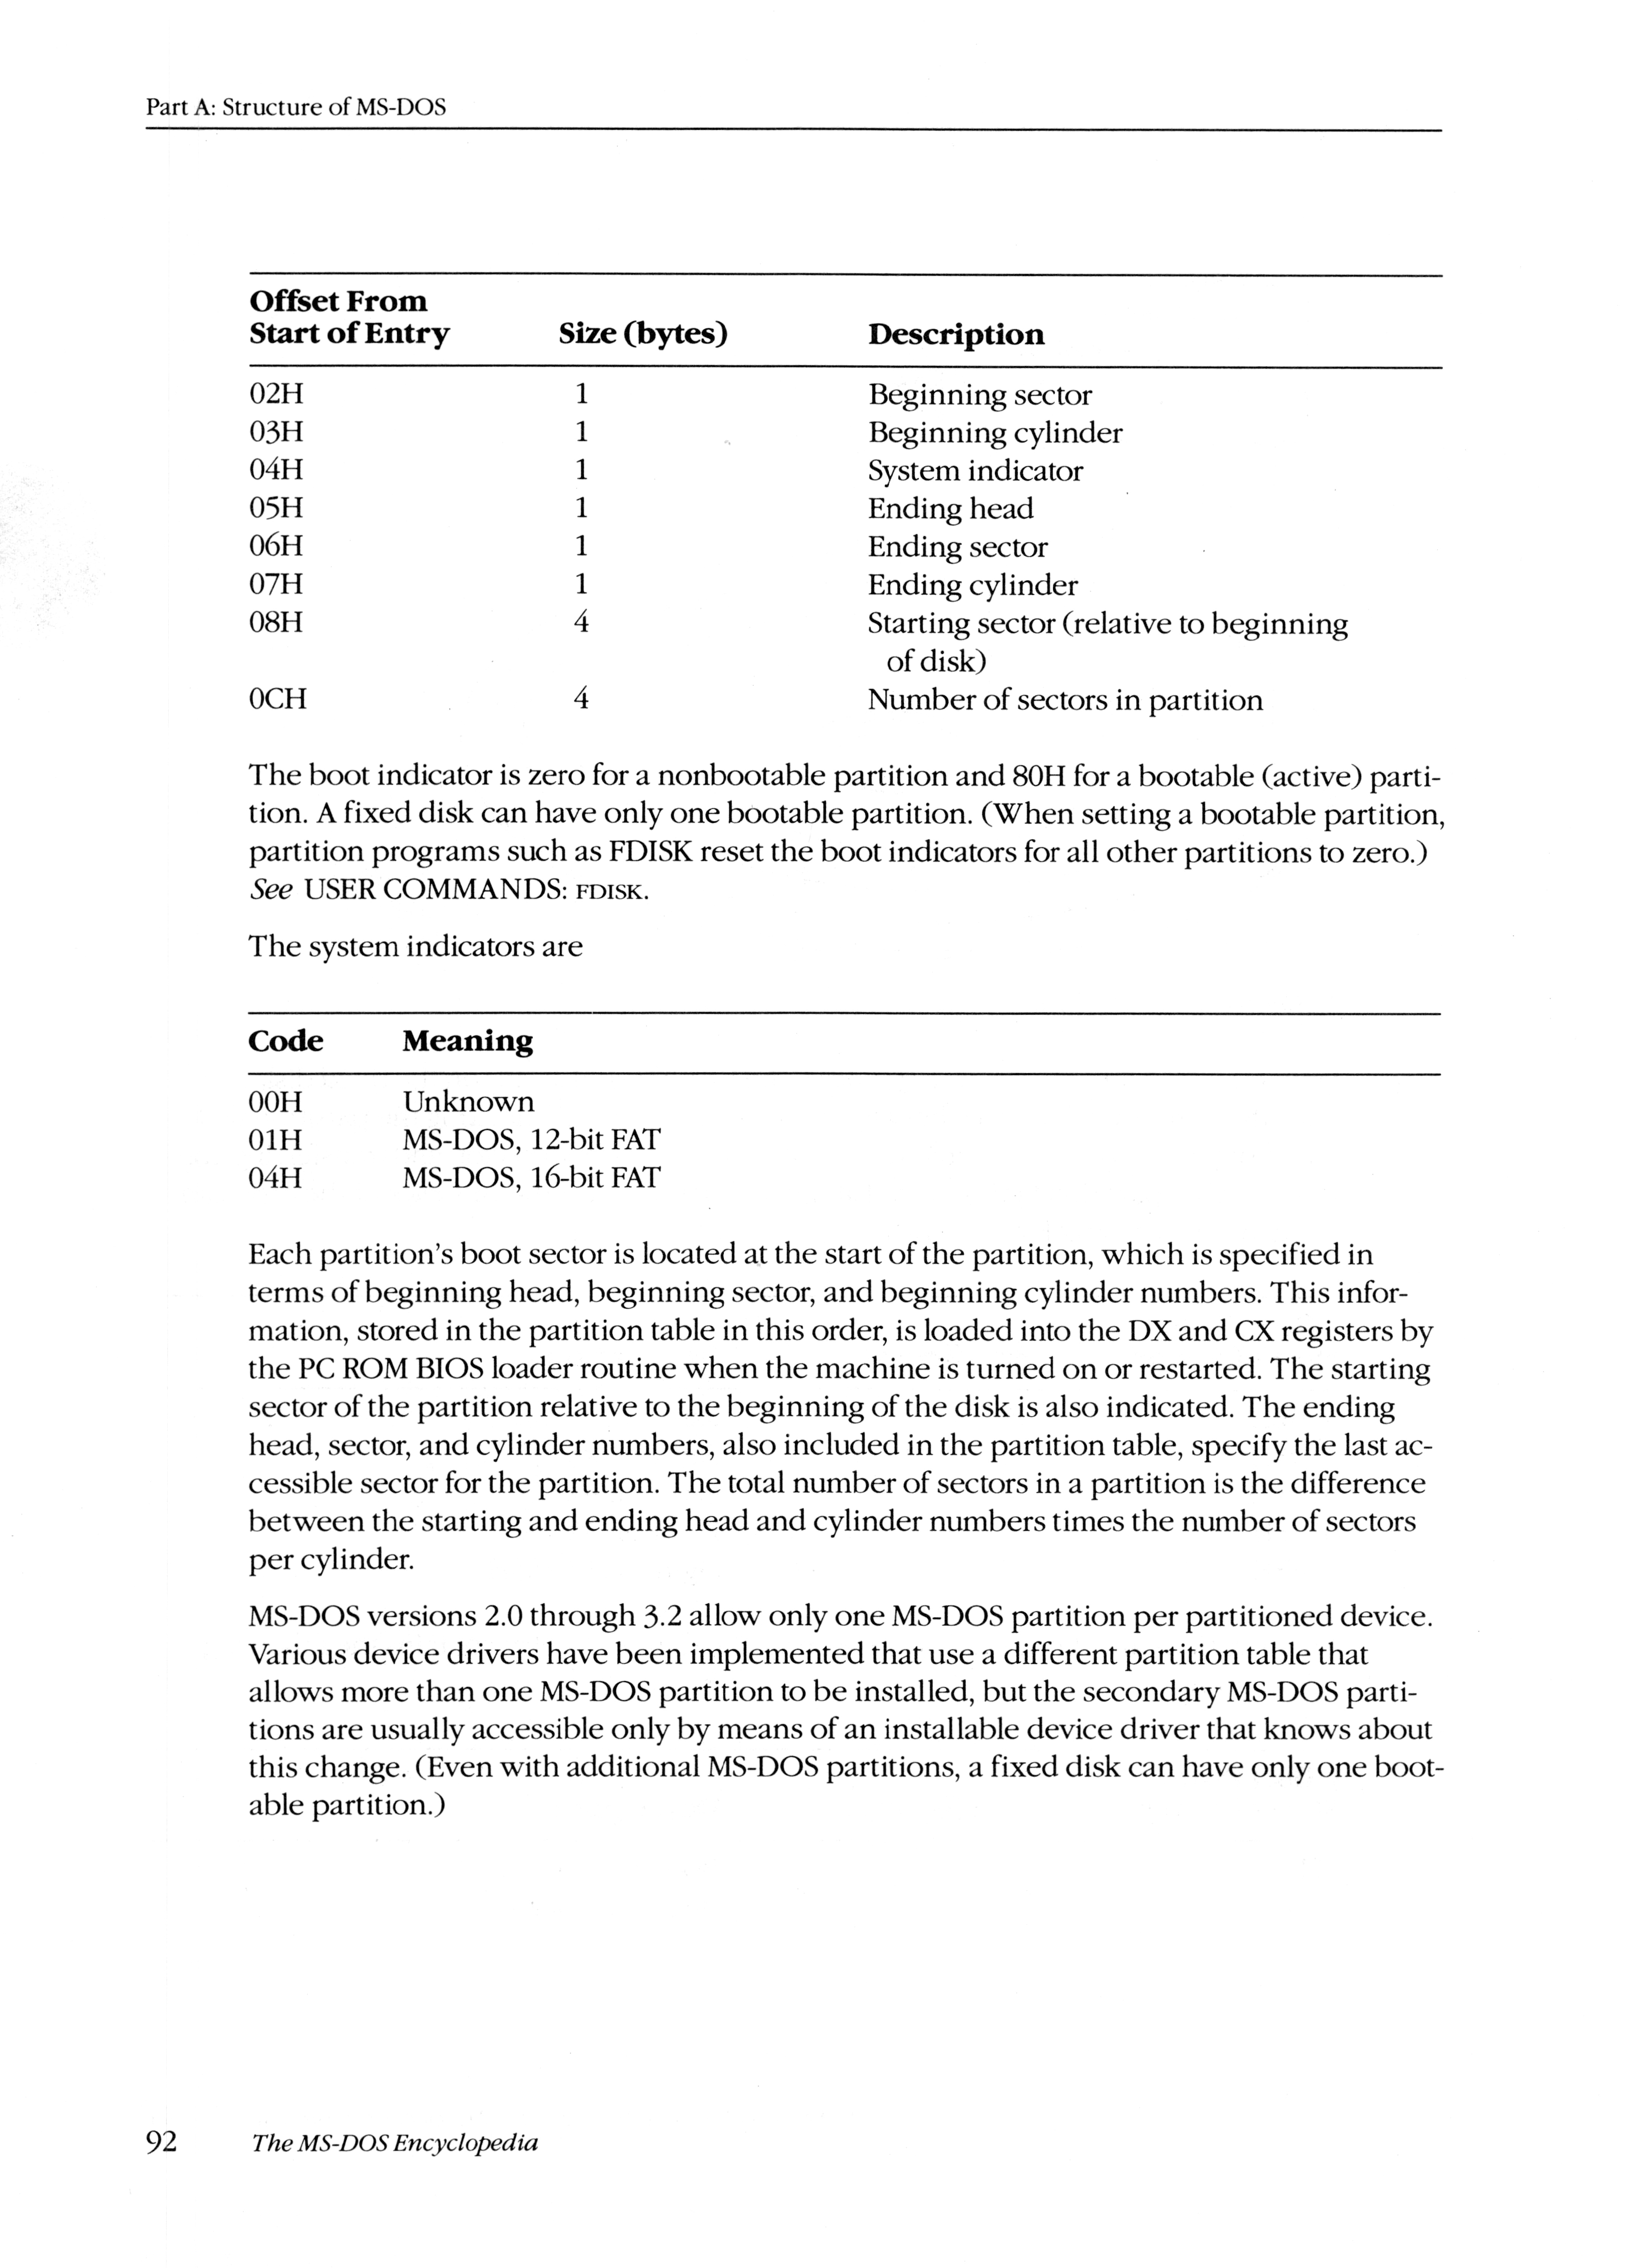 Part A: Structure of MS-DOS
Offset From
Start of Entry Size (bytes) Description
02H 1 Beginning sector
03H 1 Beginning cylinder
04H 1 System indicator
05H 1 Ending head
06H 1 Ending sector
07H 1 Ending cylinder
08H 4 Starting sector (relative to beginning
of disk)
0CH 4 Number of sectors in partition
The boot indicator is zero for a nonbootable partition and 80H for a bootable (active) parti-
tion. A fixed disk can have only one bootable partition. (When setting a bootable partition,
partition programs such as FDISK reset the boot indicators for all other partitions to zero.)
See USER COMMANDS: FDISK.
The system indicators are
Code Meaning
00H Unknown
01H MS-DOS, 12-bit FAT
04H MS-DOS, 16-bit FAT
Each partition's boot sector is located at the start of the partition, which is specified in
terms of beginning head, beginning sector, and beginning cylinder numbers. This infor-
mation, stored in the partition table in this order, is loaded into the DX and CX registers by
the PC ROM BIOS loader routine when the machine is turned on or restarted. The starting
sector of the partition relative to the beginning of the disk is also indicated. The ending
head, sector, and cylinder numbers, also included in the partition table, specify the last ac-
cessible sector for the partition. The total number of sectors in a partition is the difference
between the starting and ending head and cylinder numbers times the number of sectors
per cylinder.
MS-DOS versions 2.0 through 3.2 allow only one MS-DOS partition per partitioned device.
Various device drivers have been implemented that use a different partition table that
allows more than one MS-DOS partition to be installed, but the secondary MS-DOS parti-
tions are usually accessible only by means of an installable device driver that knows about
this change. (Even with additional MS-DOS partitions, a fixed disk can have only one boot-
able partition.)
92 The MS-DOS Encyclopedia